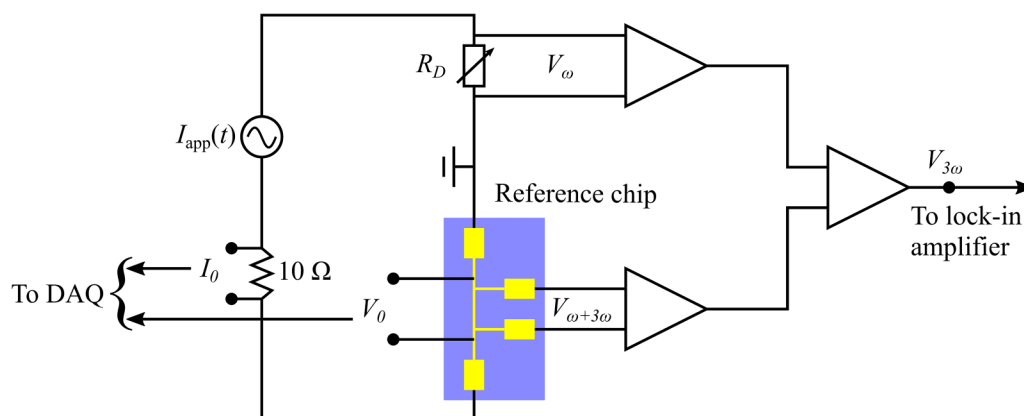 R_D
V_ω
I_app(t)
V_3ω
Reference chip
To lock-in
amplifier
I_0
10 Ω
To DAQ
V_0
V_ω+3ω